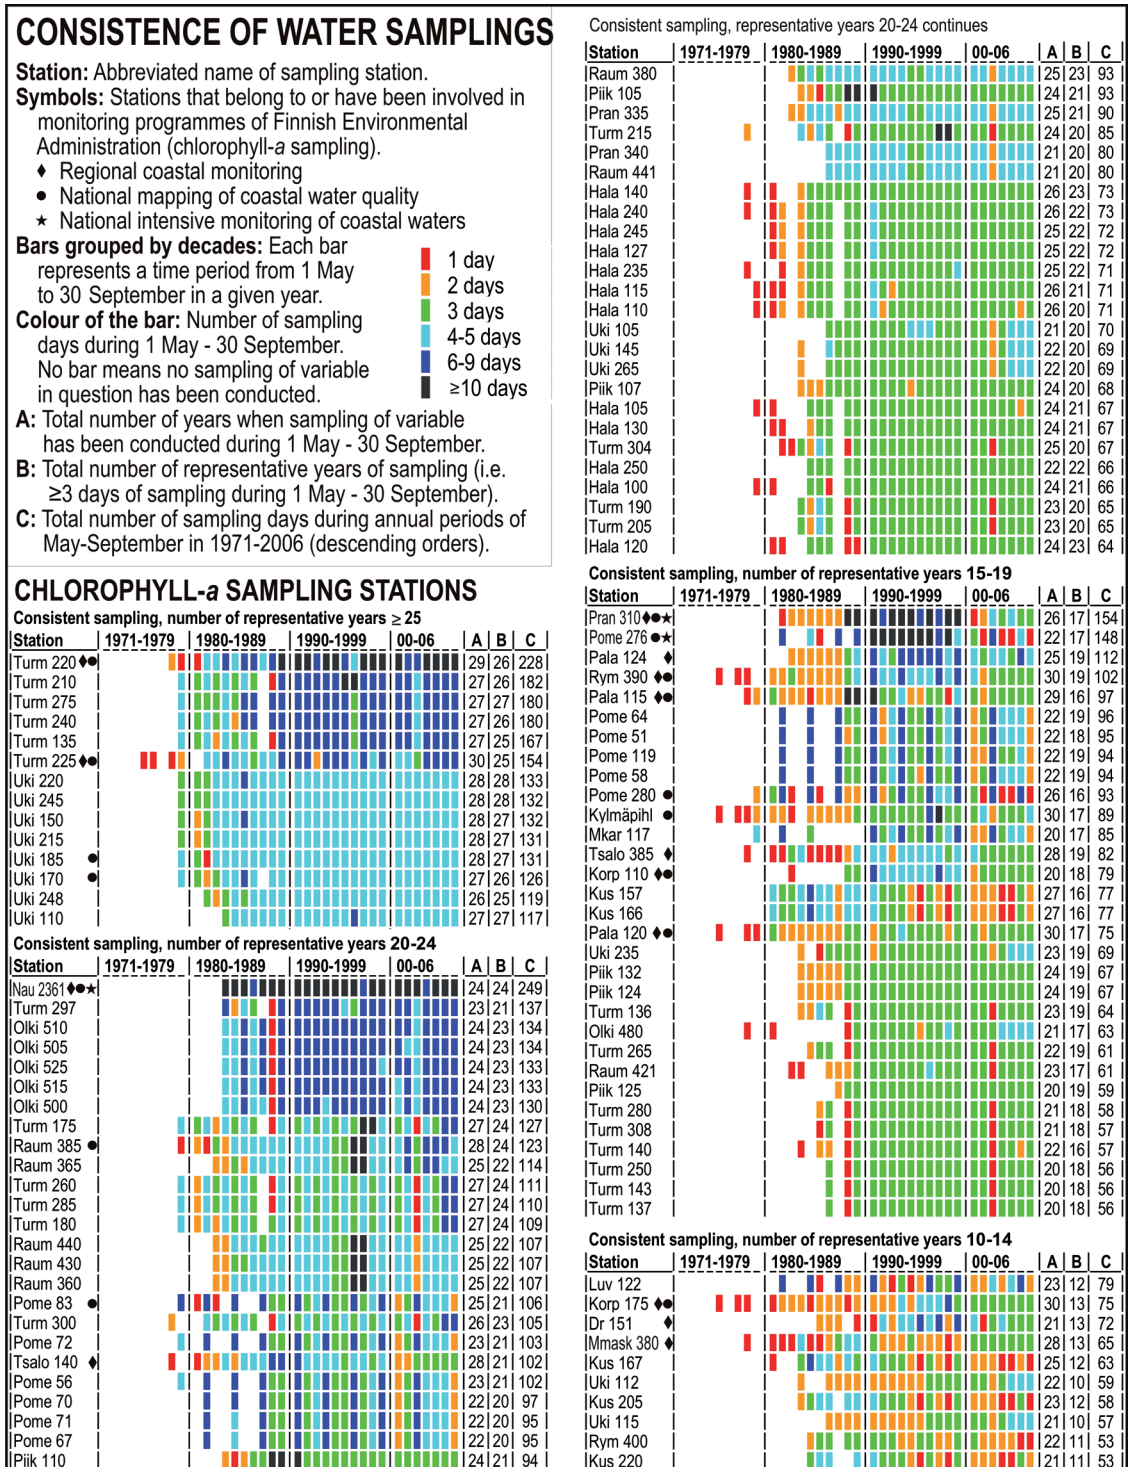 CONSISTENCE OF WATER SAMPLINGS
Station: Abbreviated name of sampling station.
Symbols: Stations that belong to or have been involved in
monitoring programmes of Finnish Environmental
Administration (chlorophyll-a sampling).
♦ Regional coastal monitoring
● National mapping of coastal water quality
★ National intensive monitoring of coastal waters
Bars grouped by decades: Each bar
represents a time period from 1 May
to 30 September in a given year.
Colour of the bar: Number of sampling
days during 1 May - 30 September.
No bar means no sampling of variable
in question has been conducted.
1 day
2 days
3 days
4-5 days
6-9 days
≥10 days
A: Total number of years when sampling of variable
has been conducted during 1 May - 30 September.
B: Total number of representative years of sampling (i.e.
≥3 days of sampling during 1 May - 30 September).
C: Total number of sampling days during annual periods of
May-September in 1971-2006 (descending orders).
CHLOROPHYLL-a SAMPLING STATIONS
Consistent sampling, number of representative years ≥ 25
Station 1971-1979 1980-1989 1990-1999 00-06 A B C
Turm 220 ♦● 29 26 228
Turm 210 27 26 182
Turm 275 27 27 180
Turm 240 27 26 180
Turm 135 27 25 167
Turm 225 ♦● 30 25 154
Uki 220 28 28 133
Uki 245 28 28 132
Uki 150 28 27 132
Uki 215 28 27 131
Uki 185 ● 28 27 131
Uki 170 ● 27 26 126
Uki 248 26 25 119
Uki 110 27 27 117
Consistent sampling, number of representative years 20-24
Station 1971-1979 1980-1989 1990-1999 00-06 A B C
Nau 2361 ♦●★ 24 24 249
Turm 297 23 21 137
Olki 510 24 23 134
Olki 505 24 23 134
Olki 525 24 23 133
Olki 515 24 23 133
Olki 500 24 23 130
Turm 175 27 24 127
Raum 385 ● 28 24 123
Raum 365 25 22 114
Turm 260 27 24 111
Turm 285 27 24 110
Turm 180 27 24 109
Raum 440 25 22 107
Raum 430 25 22 107
Raum 360 25 22 107
Pome 83 ● 25 21 106
Turm 300 26 23 105
Pome 72 23 21 103
Tsalo 140 ♦ 28 21 102
Pome 56 23 21 102
Pome 70 22 20 97
Pome 71 22 20 95
Pome 67 22 20 95
Piik 110 24 21 94
Consistent sampling, representative years 20-24 continues
Station 1971-1979 1980-1989 1990-1999 00-06 A B C
Raum 380 25 23 93
Piik 105 24 21 93
Pran 335 25 21 90
Turm 215 24 20 85
Pran 340 21 20 80
Raum 441 21 20 80
Hala 140 26 23 73
Hala 240 26 22 73
Hala 245 25 22 72
Hala 127 25 22 72
Hala 235 25 22 71
Hala 115 26 21 71
Hala 110 26 20 71
Uki 105 21 20 70
Uki 145 22 20 69
Uki 265 22 20 69
Piik 107 24 20 68
Hala 105 24 21 67
Hala 130 24 21 67
Turm 304 25 20 67
Hala 250 22 22 66
Hala 100 24 21 66
Turm 190 23 20 65
Turm 205 23 20 65
Hala 120 24 23 64
Consistent sampling, number of representative years 15-19
Station 1971-1979 1980-1989 1990-1999 00-06 A B C
Pran 310 ♦●★ 26 17 154
Pome 276 ●★ 22 17 148
Pala 124 ♦ 25 19 112
Rym 390 ♦● 30 19 102
Pala 115 ♦● 29 16 97
Pome 64 22 19 96
Pome 51 22 18 95
Pome 119 22 19 94
Pome 58 22 19 94
Pome 280 ● 26 16 93
Kylmäpihl ● 30 17 89
Mkar 117 20 17 85
Tsalo 385 ♦ 28 19 82
Korp 110 ♦● 20 18 79
Kus 157 27 16 77
Kus 166 27 16 77
Pala 120 ♦● 30 17 75
Uki 235 23 19 69
Piik 132 24 19 67
Piik 124 24 19 67
Turm 136 23 19 64
Olki 480 21 17 63
Turm 265 22 19 61
Raum 421 23 17 61
Piik 125 20 19 59
Turm 280 21 18 58
Turm 308 21 18 57
Turm 140 22 16 57
Turm 250 20 18 56
Turm 143 20 18 56
Turm 137 20 18 56
Consistent sampling, number of representative years 10-14
Station 1971-1979 1980-1989 1990-1999 00-06 A B C
Luv 122 23 12 79
Korp 175 ♦● 30 13 75
Dr 151 ♦ 21 13 72
Mmask 380 ♦ 28 13 65
Kus 167 25 12 63
Uki 112 22 10 59
Kus 205 23 12 58
Uki 115 21 10 57
Rym 400 22 11 53
Kus 220 21 11 53